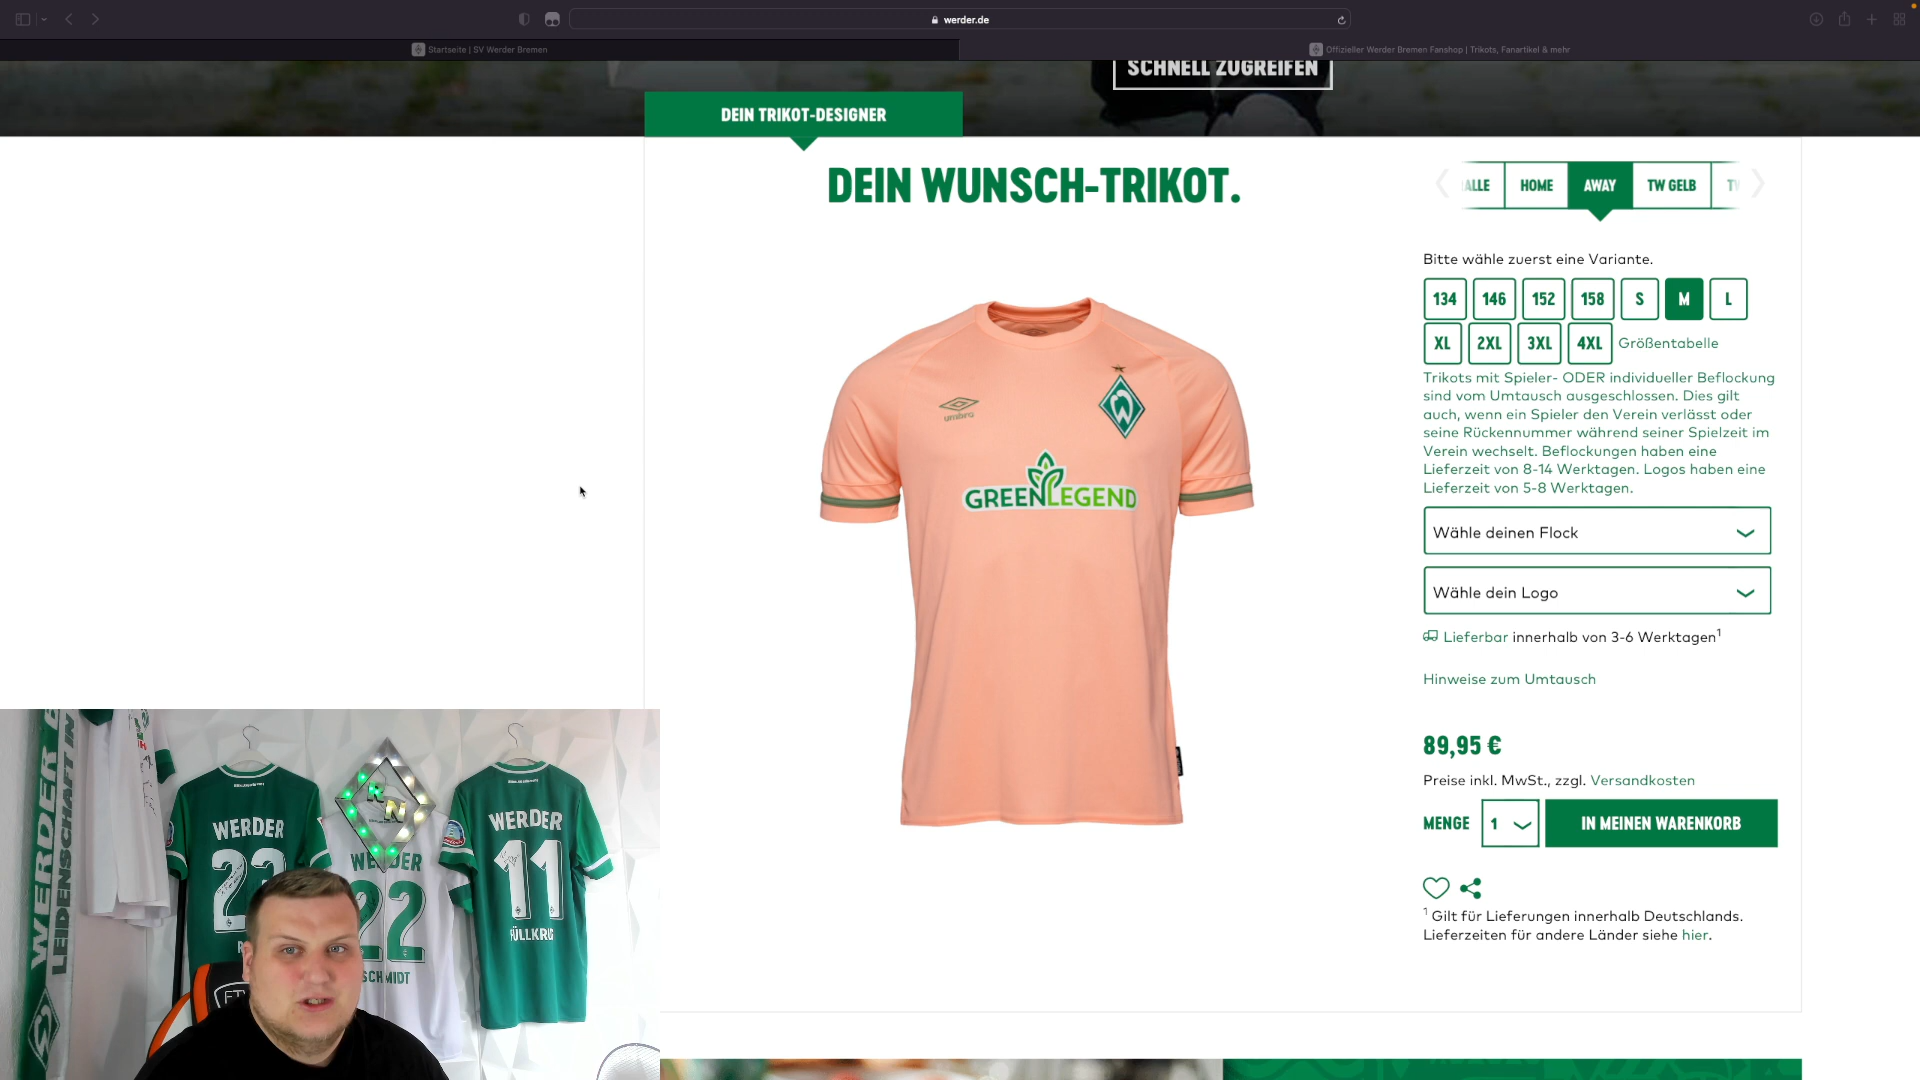 werder.de
Startseite | SV Werder Bremen
Offizieller Werder Bremen Fanshop | Trikots, Fanartikel & mehr
SCHNELL ZUGREIFEN
DEIN TRIKOT-DESIGNER
DEIN WUNSCH-TRIKOT.
ALLE
HOME
AWAY
TW GELB
Bitte wähle zuerst eine Variante.
134
146
152
158
S
M
L
XL
2XL
3XL
4XL
Größentabelle
Trikots mit Spieler- ODER individueller Beflockung
sind vom Umtausch ausgeschlossen. Dies gilt
auch, wenn ein Spieler den Verein verlässt oder
seine Rückennummer während seiner Spielzeit im
Verein wechselt. Beflockungen haben eine
Lieferzeit von 8-14 Werktagen. Logos haben eine
Lieferzeit von 5-8 Werktagen.
Wähle deinen Flock
Wähle dein Logo
Lieferbar innerhalb von 3-6 Werktagen1
Hinweise zum Umtausch
89,95 €
Preise inkl. MwSt., zzgl. Versandkosten
MENGE
1
IN MEINEN WARENKORB
1 Gilt für Lieferungen innerhalb Deutschlands.
Lieferzeiten für andere Länder siehe hier.
umbro
GREENLEGEND
WERDER
LEIDENSCHAFT IN
WERDER
RN
WERDER
22
SCHMIDT
WERDER
11
FÜLLKRUG